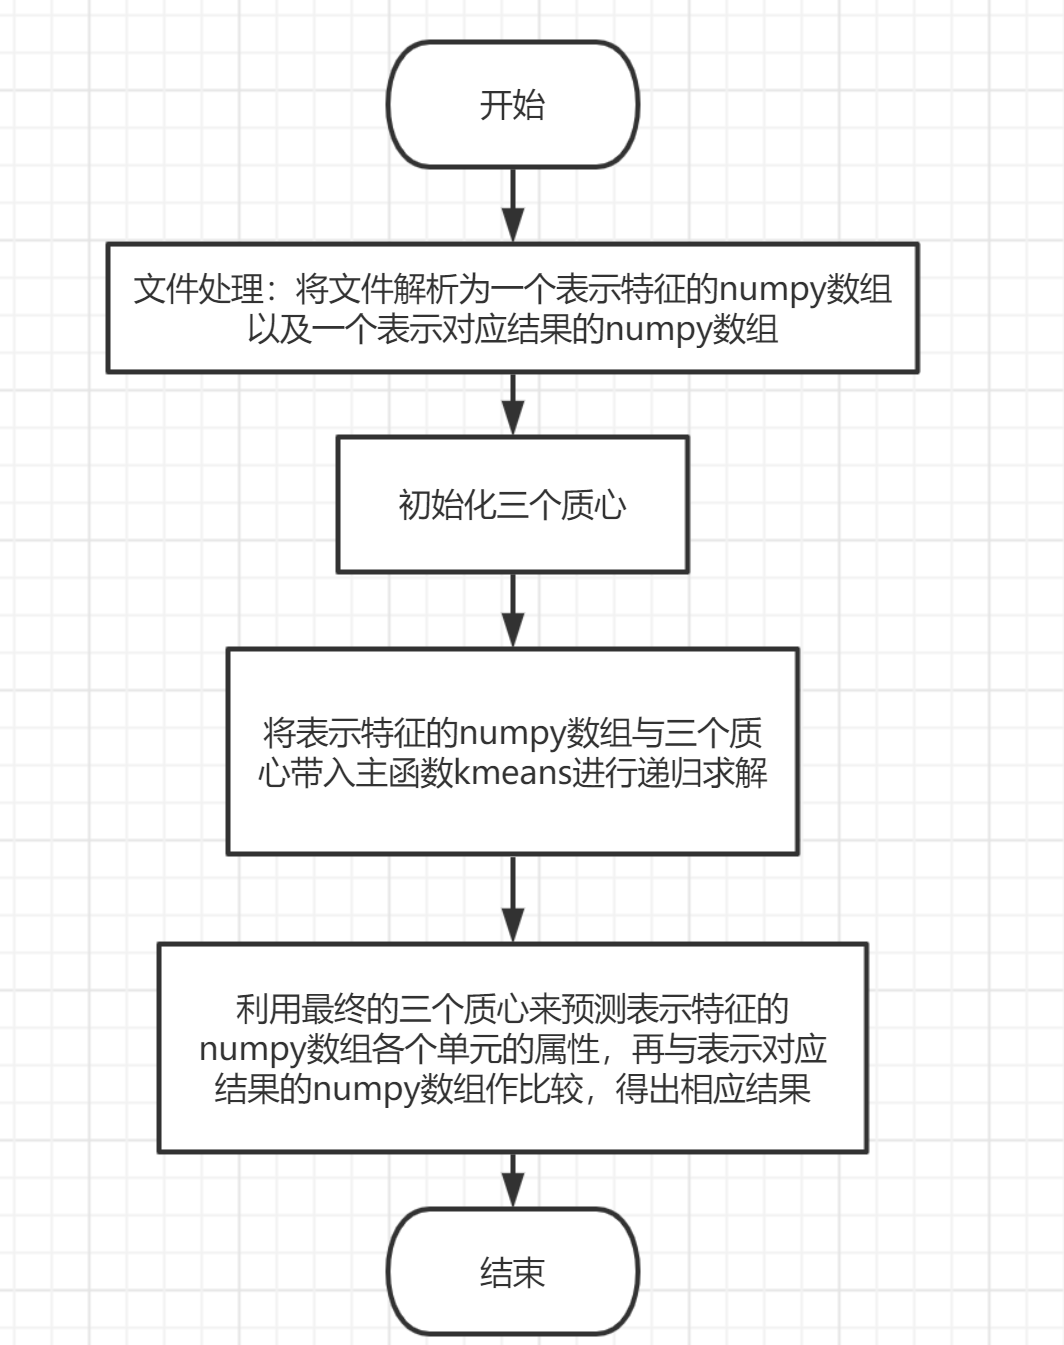 开始
文件处理：将文件解析为一个表示特征的numpy数组
以及一个表示对应结果的numpy数组
初始化三个质心
将表示特征的numpy数组与三个质
心带入主函数kmeans进行递归求解
利用最终的三个质心来预测表示特征的
numpy数组各个单元的属性，再与表示对应
结果的numpy数组作比较，得出相应结果
结束